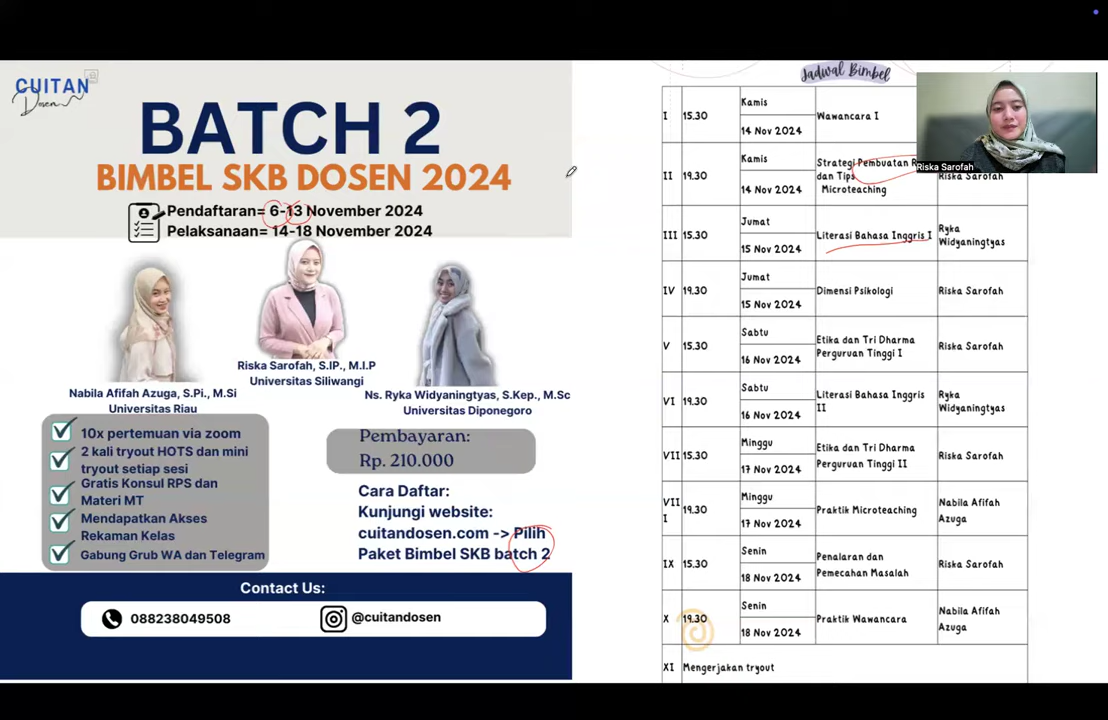 CUITAN
Dosen
BATCH 2
BIMBEL SKB DOSEN 2024
Pendaftaran= 6-13 November 2024
Pelaksanaan= 14-18 November 2024
Riska Sarofah, S.IP., M.I.P
Universitas Siliwangi
Nabila Afifah Azuga, S.Pi., M.Si
Universitas Riau
Ns. Ryka Widyaningtyas, S.Kep., M.Sc
Universitas Diponegoro
10x pertemuan via zoom
2 kali tryout HOTS dan mini
tryout setiap sesi
Gratis Konsul RPS dan
Materi MT
Mendapatkan Akses
Rekaman Kelas
Gabung Grub WA dan Telegram
Pembayaran:
Rp. 210.000
Cara Daftar:
Kunjungi website:
cuitandosen.com -> Pilih
Paket Bimbel SKB batch 2
Contact Us:
088238049508
@cuitandosen
Jadwal Bimbel
I 15.30 Kamis
14 Nov 2024 Wawancara I
II 19.30 Kamis
14 Nov 2024
Strategi Pembuatan
dan Tips
Microteaching
Riska Sarofah
III 15.30 Jumat
15 Nov 2024
Literasi Bahasa Inggris I
Ryka
Widyaningtyas
IV 19.30 Jumat
15 Nov 2024
Dimensi Psikologi
Riska Sarofah
V 15.30 Sabtu
16 Nov 2024
Etika dan Tri Dharma
Perguruan Tinggi I
Riska Sarofah
VI 19.30 Sabtu
16 Nov 2024
Literasi Bahasa Inggris
II
Ryka
Widyaningtyas
VII 15.30 Minggu
17 Nov 2024
Etika dan Tri Dharma
Perguruan Tinggi II
Riska Sarofah
VII
I
19.30 Minggu
17 Nov 2024
Praktik Microteaching
Nabila Afifah
Azuga
IX 15.30 Senin
18 Nov 2024
Penalaran dan
Pemecahan Masalah
Riska Sarofah
X 19.30 Senin
18 Nov 2024
Praktik Wawancara
Nabila Afifah
Azuga
XI Mengerjakan tryout
Riska Sarofah